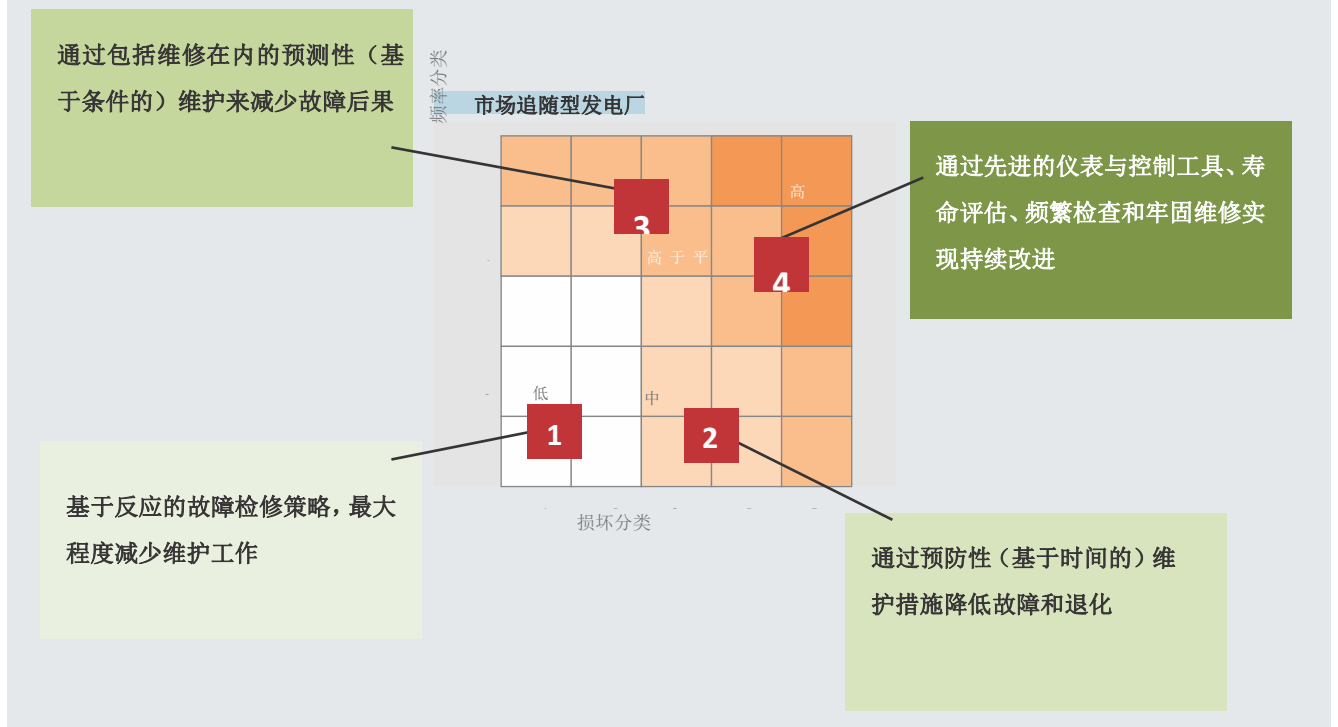 通过包括维修在内的预测性（基
于条件的）维护来减少故障后果
频率分类
市场追随型发电厂
通过先进的仪表与控制工具、寿
命评估、频繁检查和牢固维修实
现持续改进
高
3
高于平
4
低
中
1
2
基于反应的故障检修策略，最大
程度减少维护工作
损坏分类
通过预防性（基于时间的）维
护措施降低故障和退化